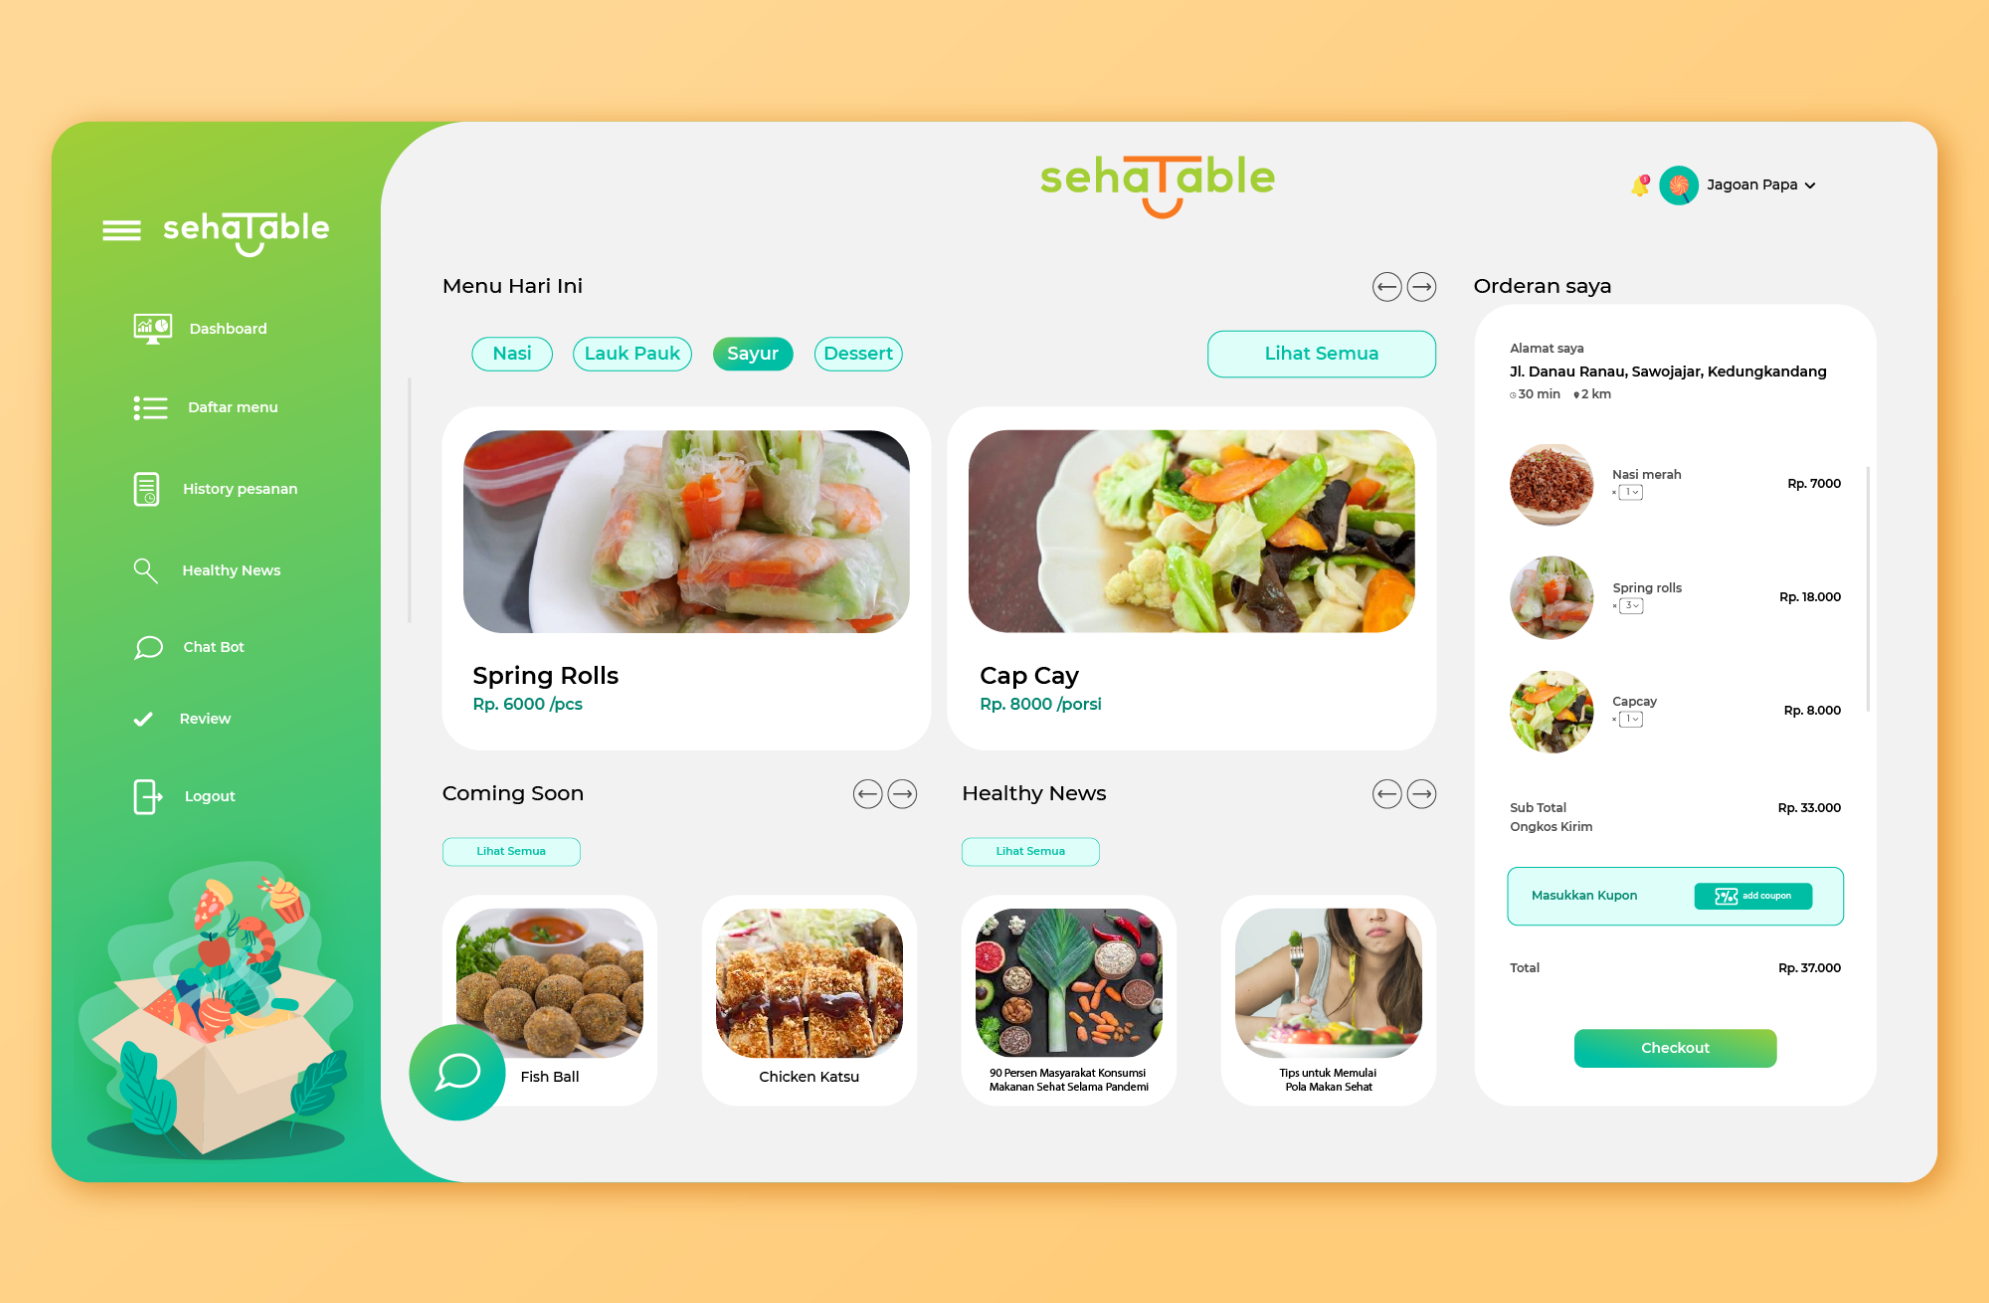 sehaTable
Dashboard
Daftar menu
History pesanan
Healthy News
Chat Bot
Review
Logout
sehaTable
Jagoan Papa
Menu Hari Ini
Nasi
Lauk Pauk
Sayur
Dessert
Lihat Semua
Spring Rolls
Rp. 6000 /pcs
Cap Cay
Rp. 8000 /porsi
Coming Soon
Lihat Semua
Fish Ball
Chicken Katsu
Healthy News
Lihat Semua
90 Persen Masyarakat Konsumsi
Makanan Sehat Selama Pandemi
Tips untuk Memulai
Pola Makan Sehat
Orderan saya
Alamat saya
Jl. Danau Ranau, Sawojajar, Kedungkandang
30 min 2 km
Nasi merah
× 1
Rp. 7000
Spring rolls
× 3
Rp. 18.000
Capcay
× 1
Rp. 8.000
Sub Total Rp. 33.000
Ongkos Kirim
Masukkan Kupon
add coupon
Total Rp. 37.000
Checkout